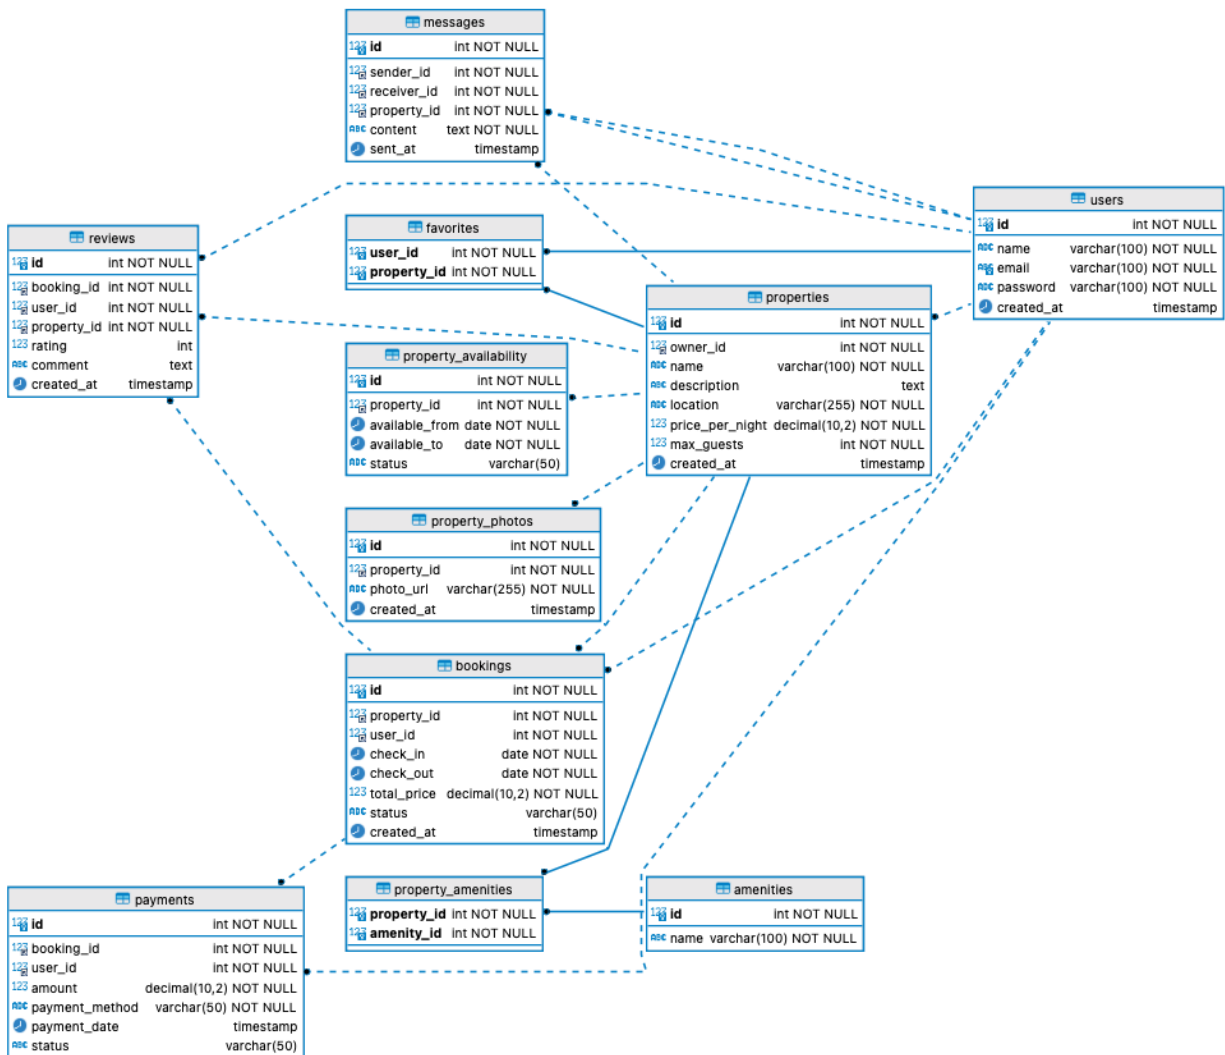 messages
id int NOT NULL
sender_id int NOT NULL
receiver_id int NOT NULL
property_id int NOT NULL
content text NOT NULL
sent_at timestamp
users
id int NOT NULL
name varchar(100) NOT NULL
email varchar(100) NOT NULL
password varchar(100) NOT NULL
created_at timestamp
favorites
user_id int NOT NULL
property_id int NOT NULL
reviews
id int NOT NULL
booking_id int NOT NULL
user_id int NOT NULL
property_id int NOT NULL
rating int
comment text
created_at timestamp
properties
id int NOT NULL
owner_id int NOT NULL
name varchar(100) NOT NULL
description text
location varchar(255) NOT NULL
price_per_night decimal(10,2) NOT NULL
max_guests int NOT NULL
created_at timestamp
property_availability
id int NOT NULL
property_id int NOT NULL
available_from date NOT NULL
available_to date NOT NULL
status varchar(50)
property_photos
id int NOT NULL
property_id int NOT NULL
photo_url varchar(255) NOT NULL
created_at timestamp
bookings
id int NOT NULL
property_id int NOT NULL
user_id int NOT NULL
check_in date NOT NULL
check_out date NOT NULL
total_price decimal(10,2) NOT NULL
status varchar(50)
created_at timestamp
property_amenities
property_id int NOT NULL
amenity_id int NOT NULL
amenities
id int NOT NULL
name varchar(100) NOT NULL
payments
id int NOT NULL
booking_id int NOT NULL
user_id int NOT NULL
amount decimal(10,2) NOT NULL
payment_method varchar(50) NOT NULL
payment_date timestamp
status varchar(50)